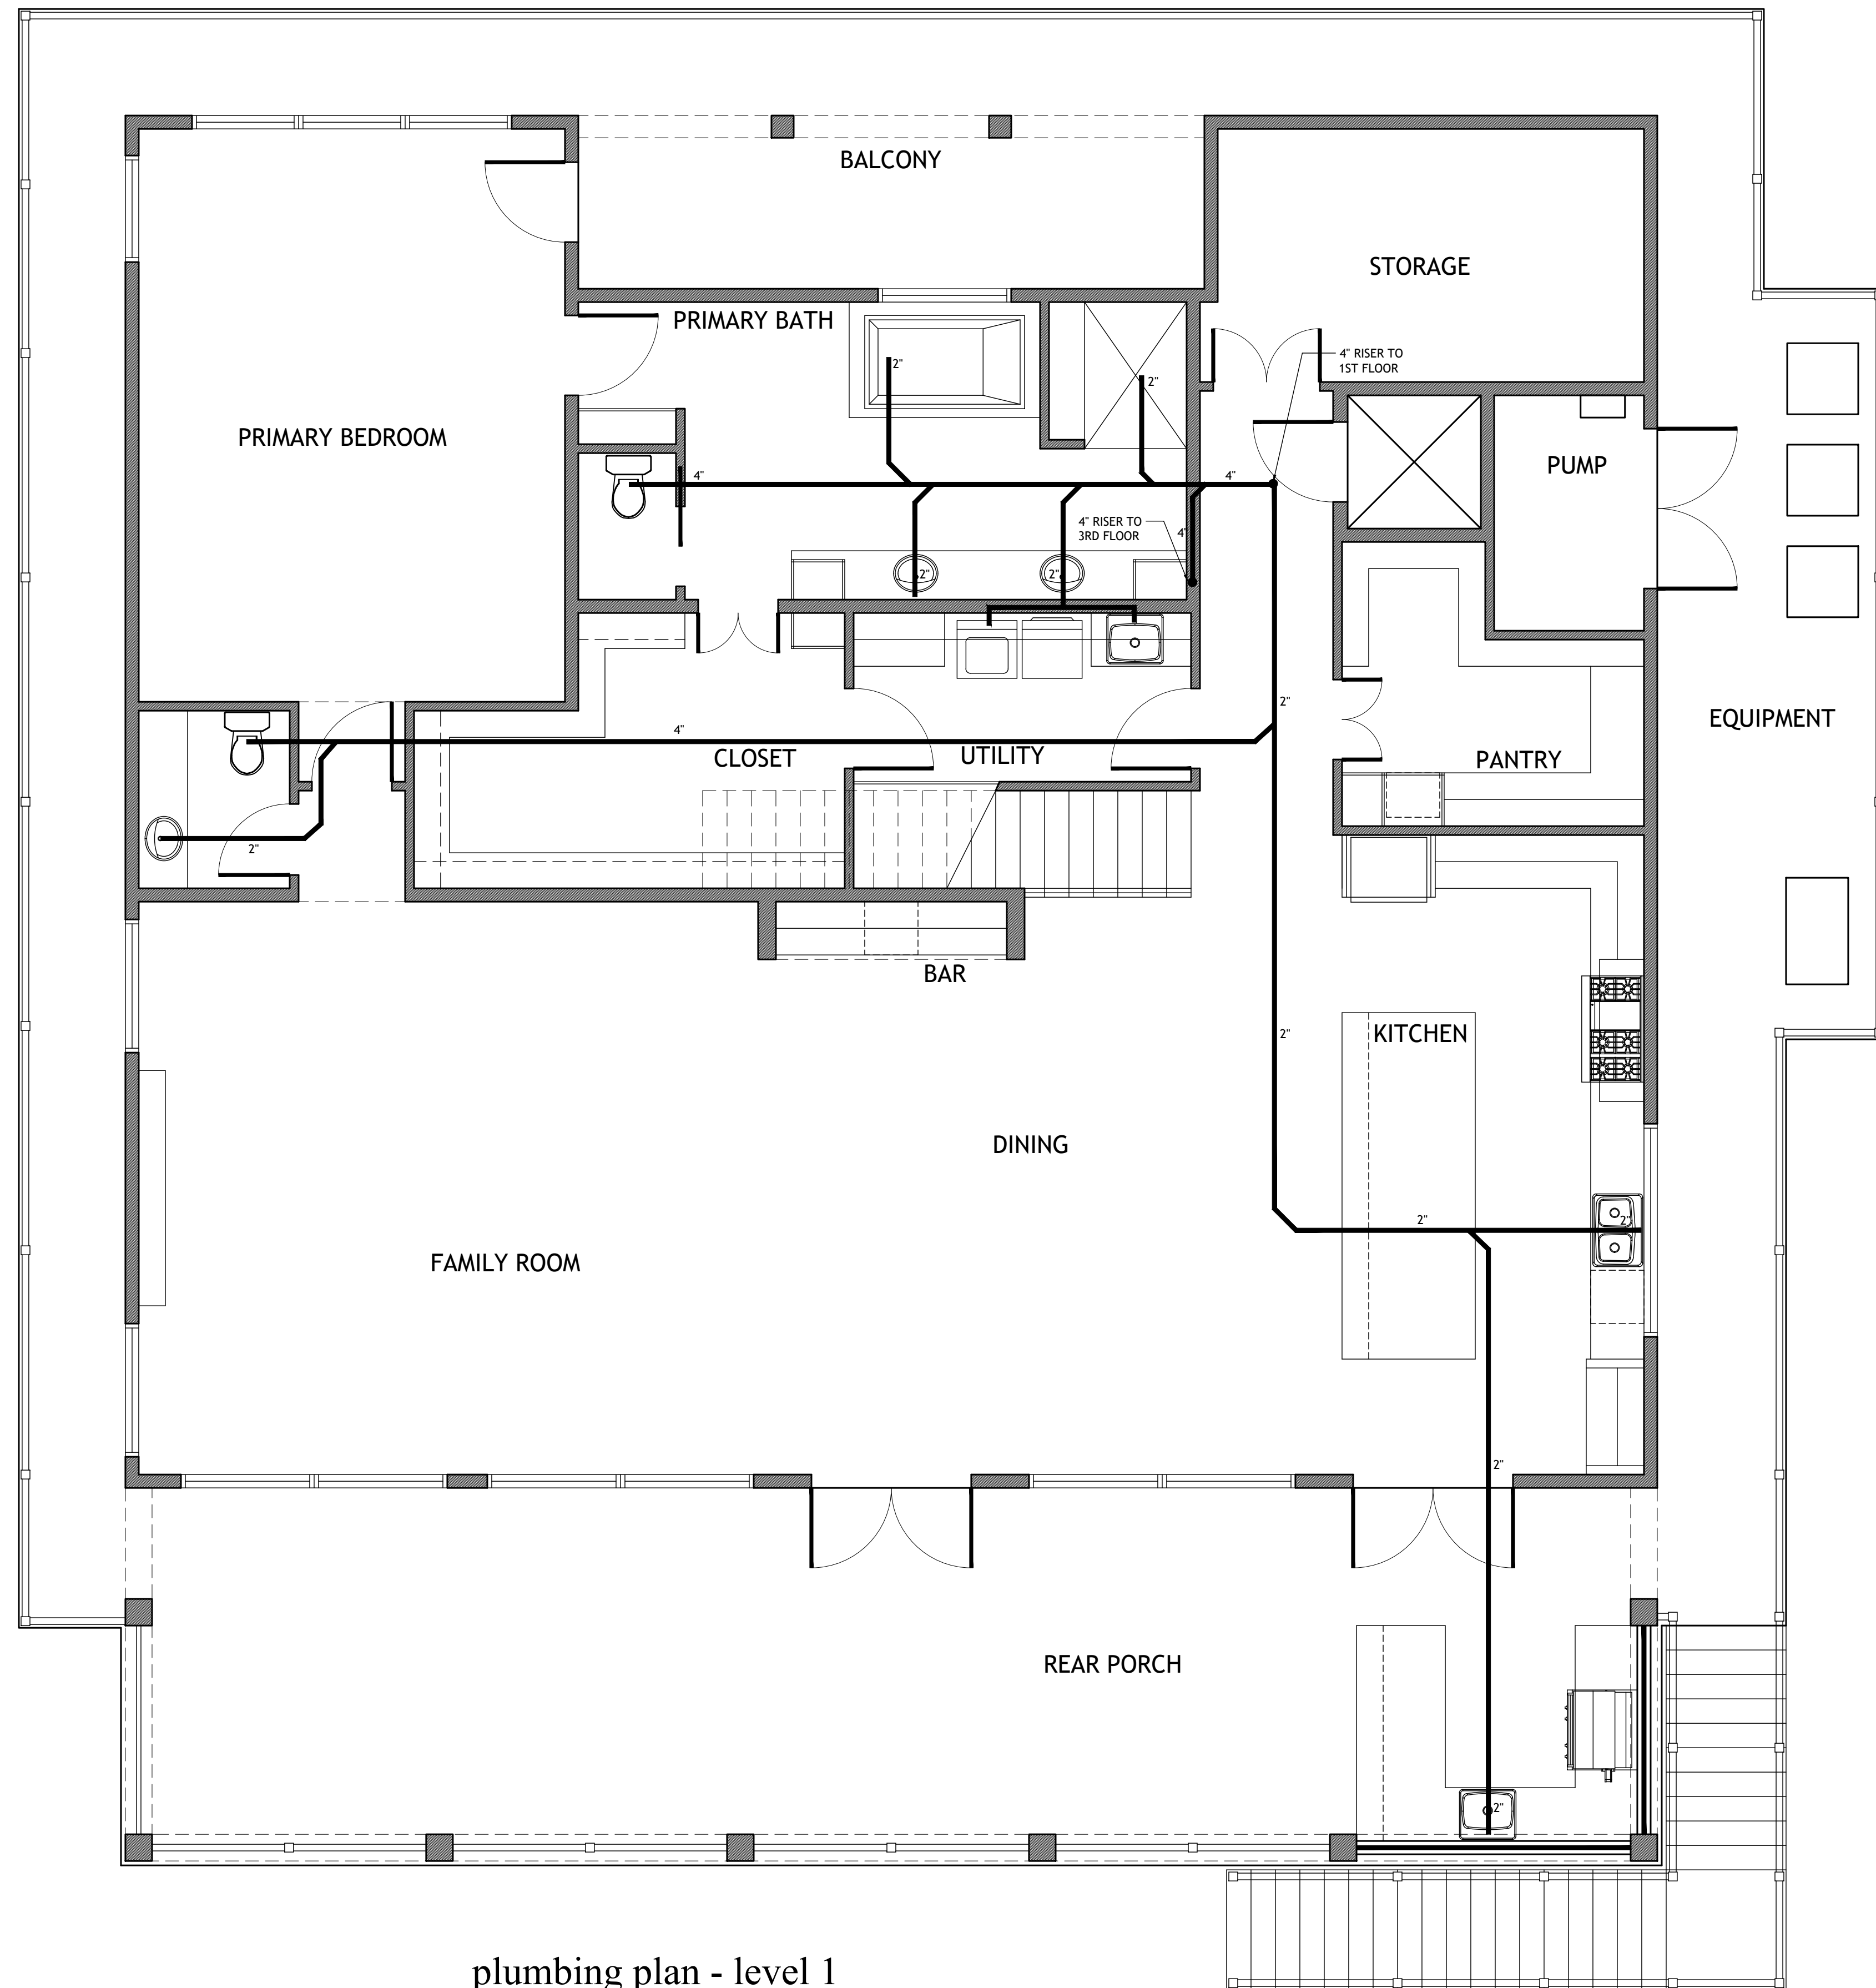 BALCONY
STORAGE
PRIMARY BATH
4" RISER TO
1ST FLOOR
2"
2"
PRIMARY BEDROOM
PUMP
4"
4"
4" RISER TO
3RD FLOOR
4"
2"
2"
2"
EQUIPMENT
4"
CLOSET
UTILITY
PANTRY
2"
BAR
2"
KITCHEN
DINING
2"
2"
FAMILY ROOM
2"
REAR PORCH
2"
plumbing plan - level 1